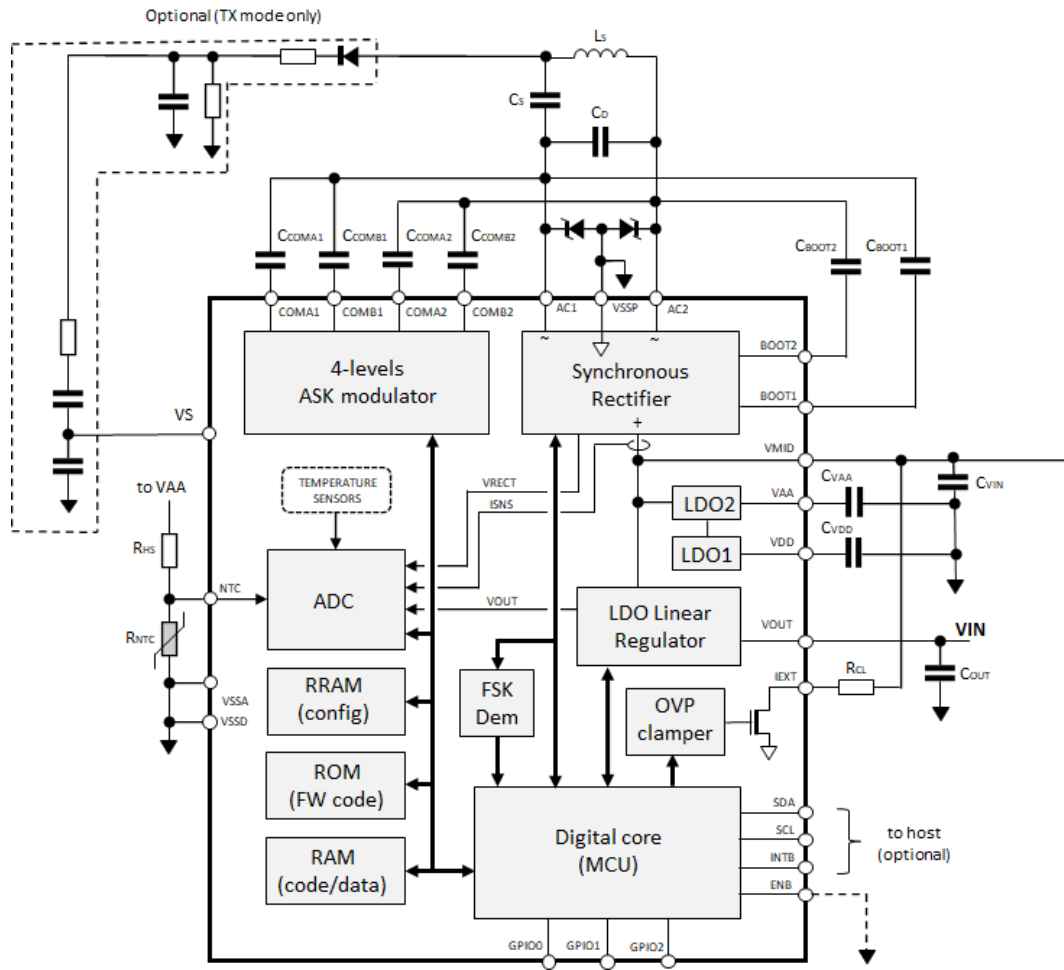 Optional (TX mode only)
LS
CS
CD
CCOMA1
CCOMB1
CCOMA2
CCOMB2
CBOOT2
CBOOT1
COMA1
COMB1
COMA2
COMB2
AC1
VSSP
AC2
4-levels
ASK modulator
~
~
Synchronous
Rectifier
+
BOOT2
BOOT1
VS
VMID
to VAA
TEMPERATURE
SENSORS
VRECT
ISNS
LDO2
VAA
CVAA
CVIN
LDO1
VDD
CVDD
RHS
NTC
ADC
VOUT
LDO Linear
Regulator
VOUT
VIN
RNTC
COUT
VSSA
VSSD
RRAM
(config)
FSK
Dem
OVP
clamper
IEXT
RCL
ROM
(FW code)
RAM
(code/data)
Digital core
(MCU)
SDA
SCL
INTB
ENB
to host
(optional)
GPIO0
GPIO1
GPIO2